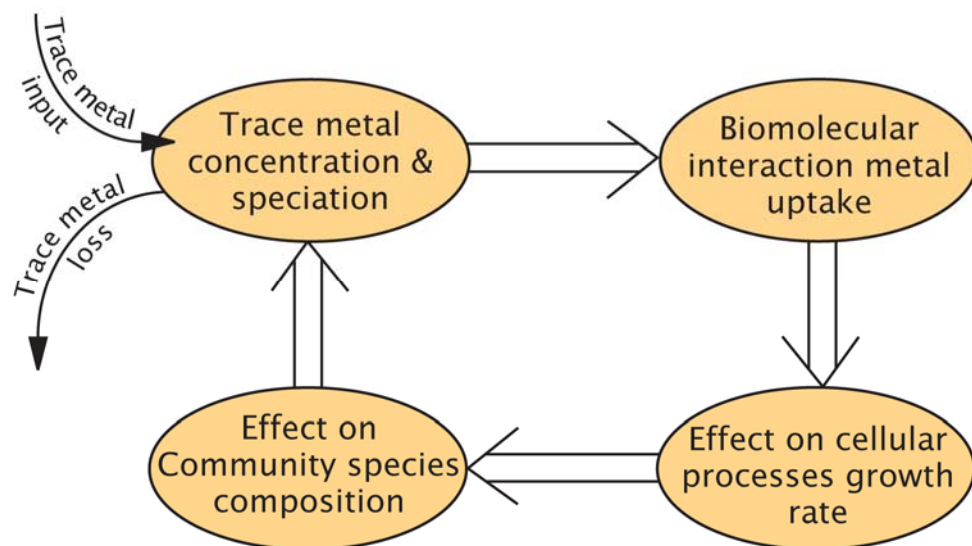 Trace metal
input
Trace metal
concentration &
speciation
Biomolecular
interaction metal
uptake
Trace metal
loss
Effect on
Community species
composition
Effect on cellular
processes growth
rate